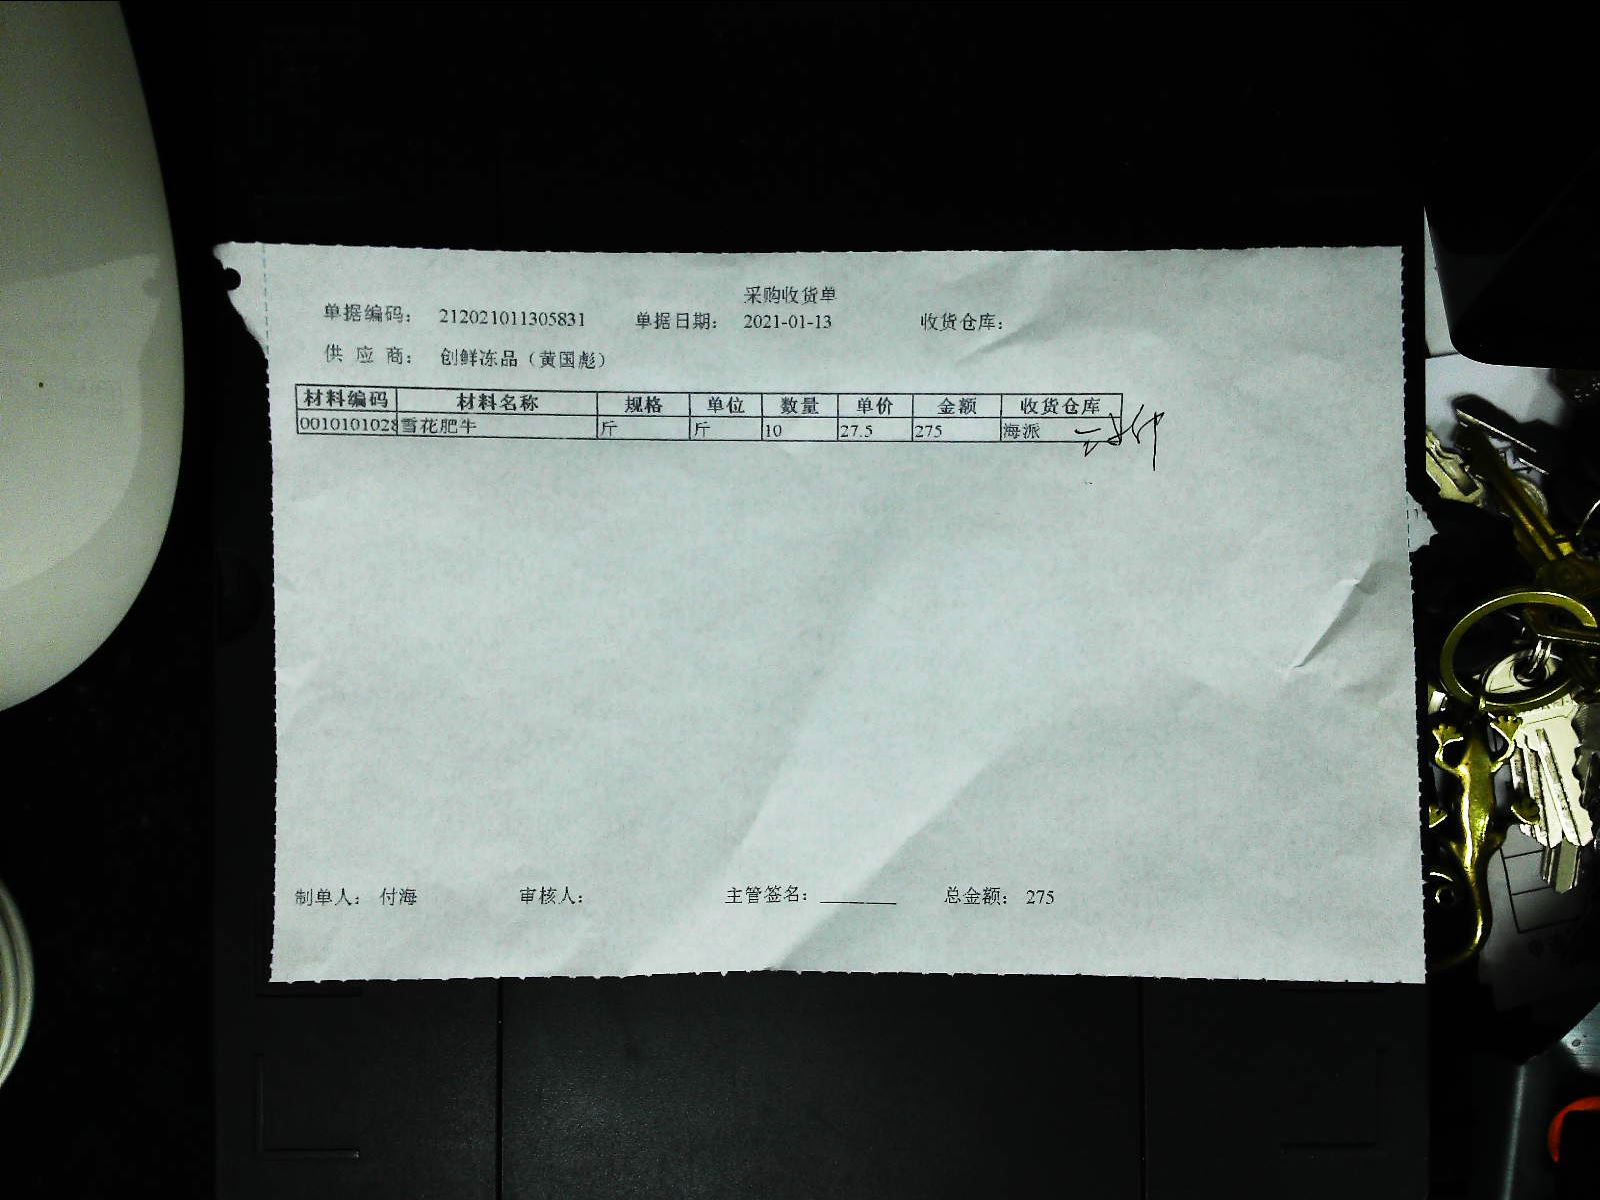 采购收货单
单据编码： 212021011305831 单据日期： 2021-01-13 收货仓库：
供 应 商： 创鲜冻品（黄国彪）
材料编码 材料名称 规格 单位 数量 单价 金额 收货仓库
0010101028 雪花肥牛 斤 斤 10 27.5 275 海派
制单人： 付海 审核人： 主管签名： ________ 总金额： 275